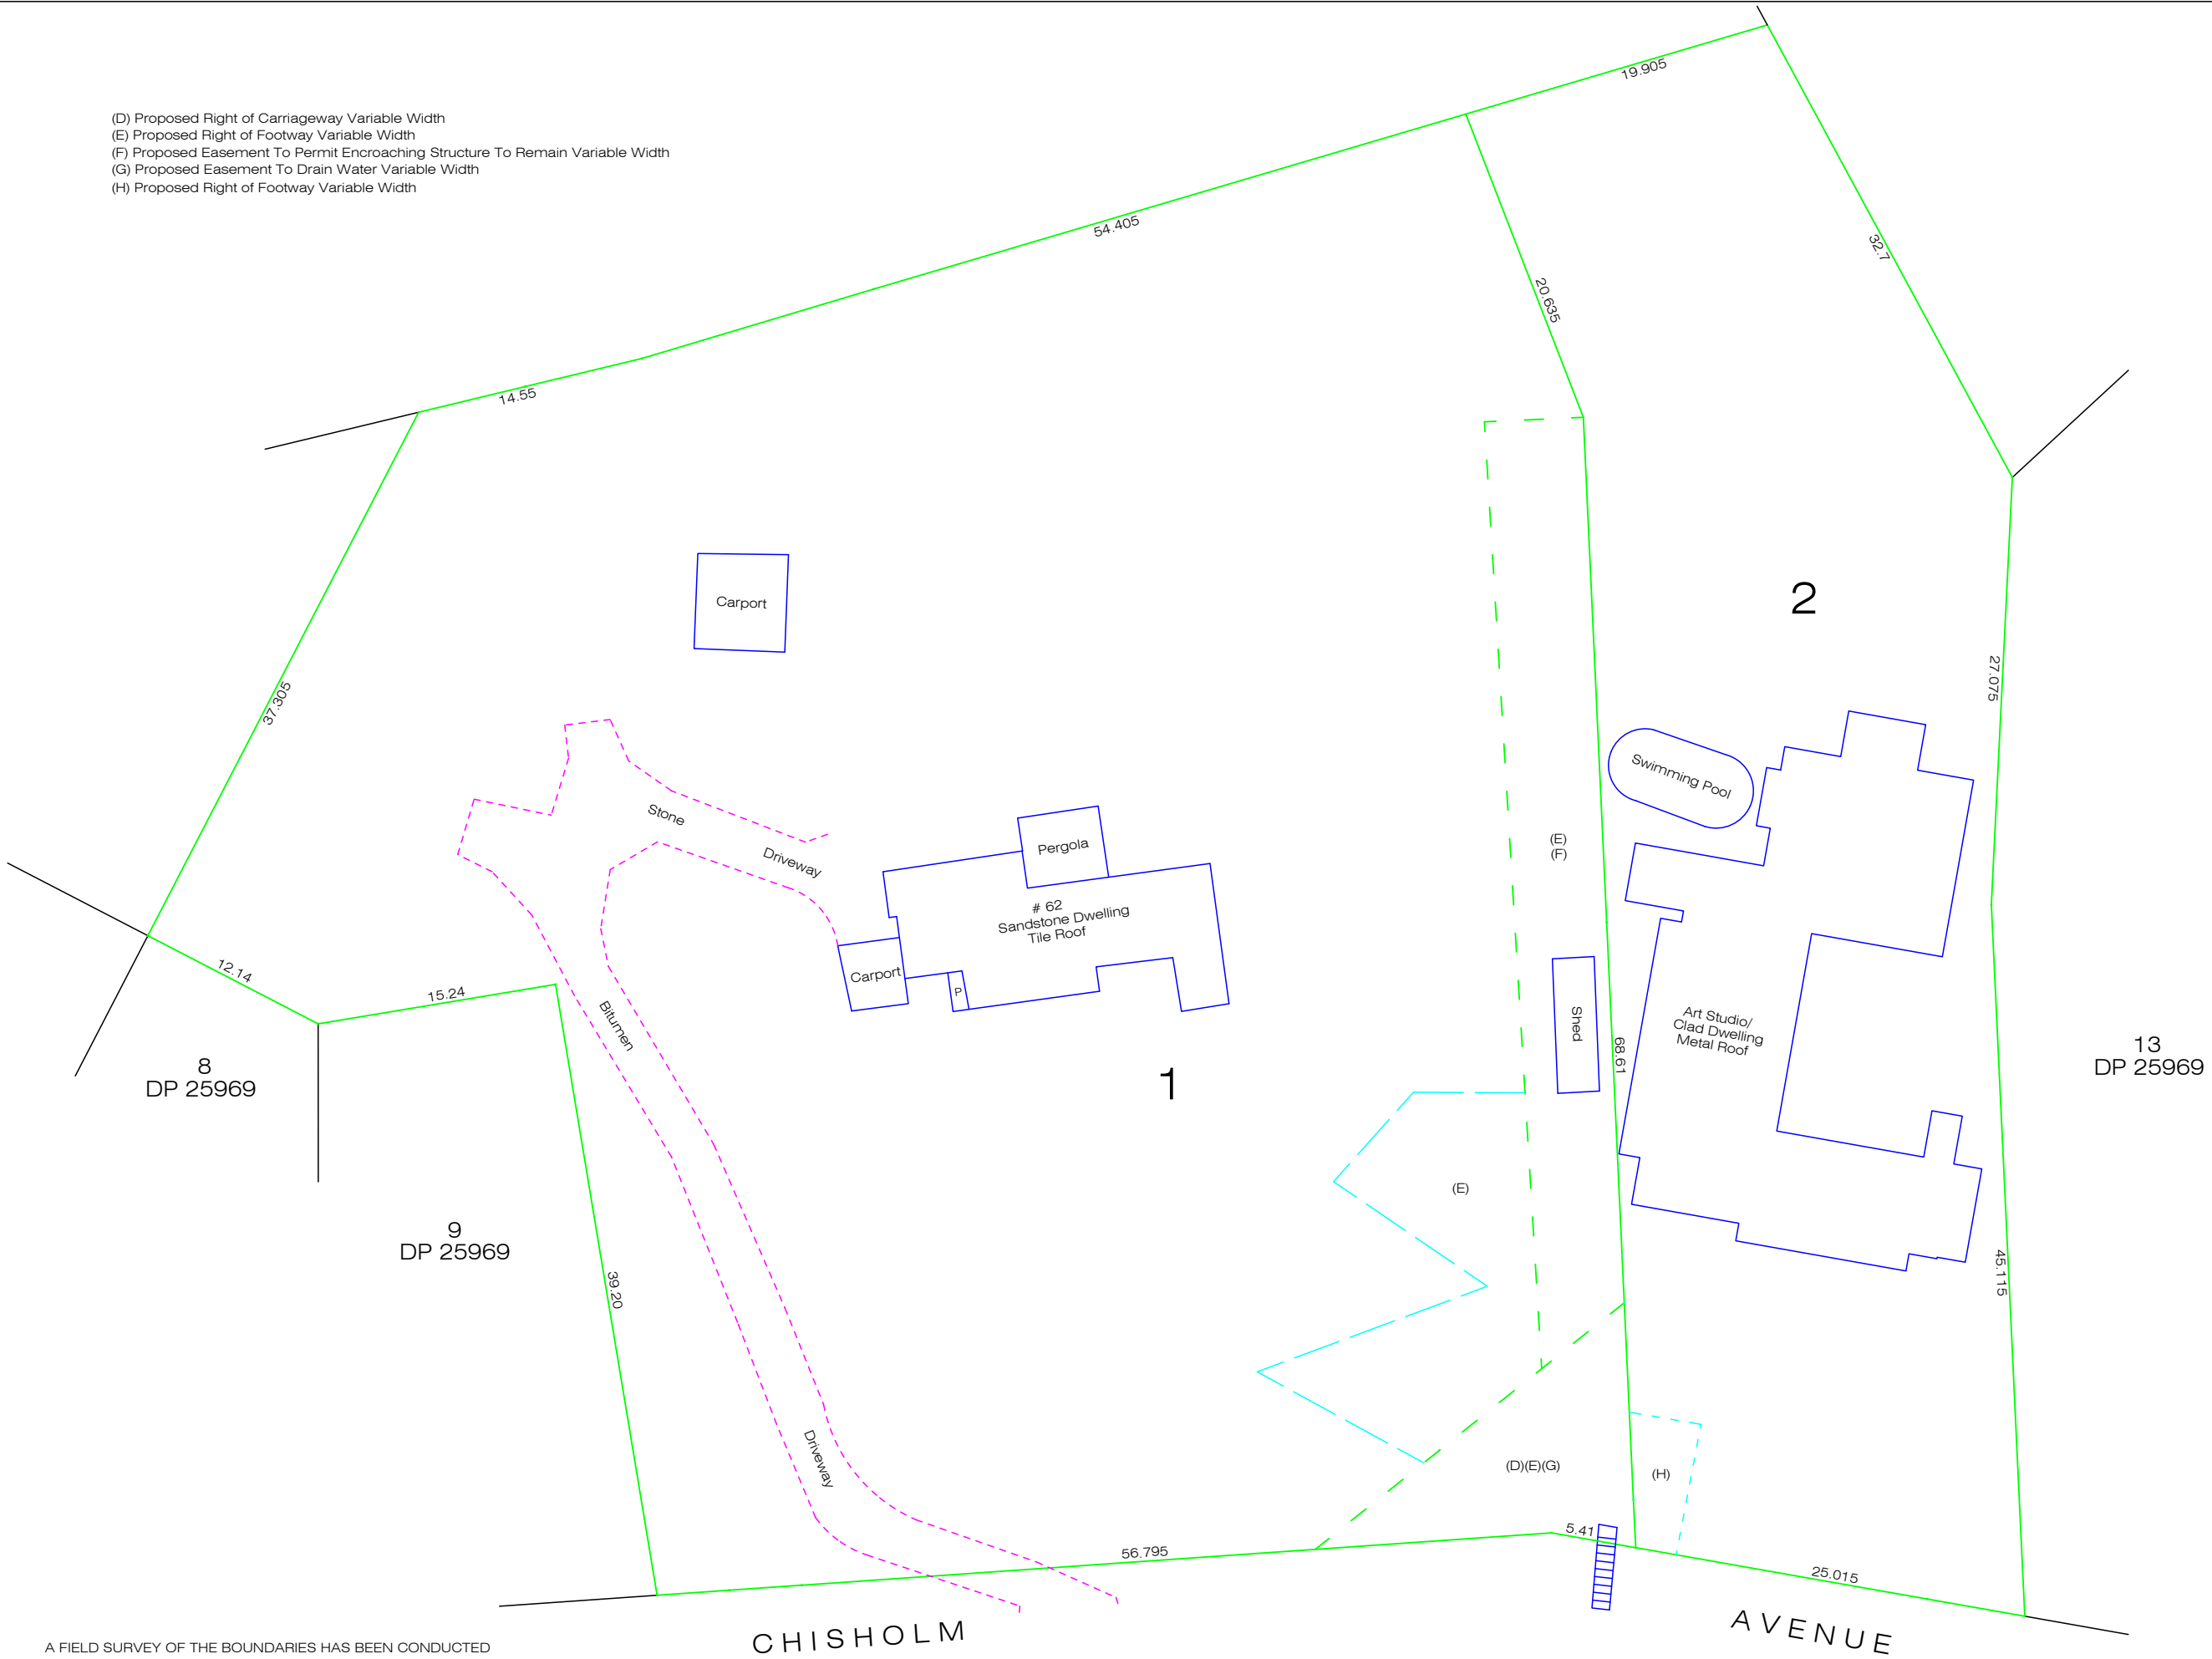 19.905
(D) Proposed Right of Carriageway Variable Width
(E) Proposed Right of Footway Variable Width
(F) Proposed Easement To Permit Encroaching Structure To Remain Variable Width
(G) Proposed Easement To Drain Water Variable Width
(H) Proposed Right of Footway Variable Width
54.405
32.7
20.635
14.55
Carport
2
37.305
27.075
Stone
Driveway
Swimming Pool
Pergola
(E)
(F)
# 62
Sandstone Dwelling
Tile Roof
Carport
P
12.14
15.24
Bitumen
Shed
68.61
Art Studio/
Clad Dwelling
Metal Roof
8
DP 25969
1
13
DP 25969
9
DP 25969
(E)
39.20
45.115
Driveway
(D)(E)(G)
(H)
5.41
56.795
25.015
CHISHOLM
AVENUE
A FIELD SURVEY OF THE BOUNDARIES HAS BEEN CONDUCTED